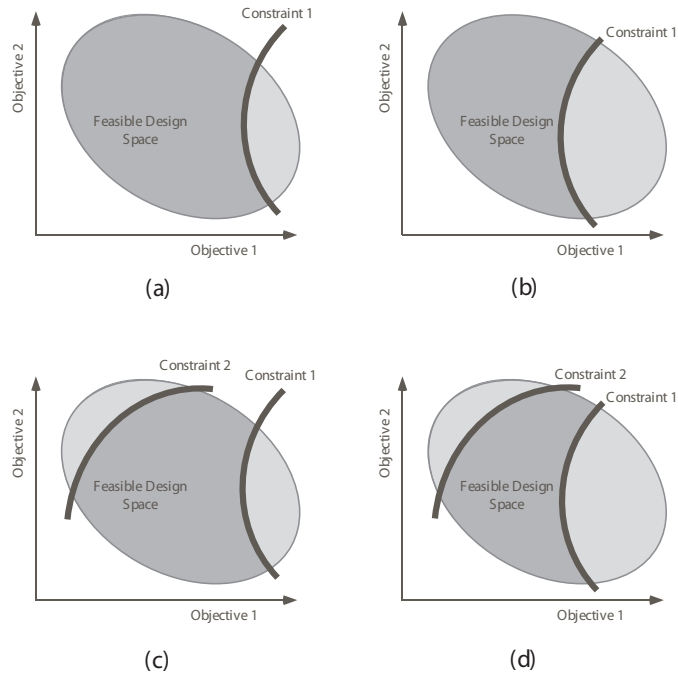 Constraint 1
Objective 2
Feasible Design
Space
Objective 1
(a)
Constraint 1
Objective 2
Feasible Design
Space
Objective 1
(b)
Constraint 2
Constraint 1
Objective 2
Feasible Design
Space
Objective 1
(c)
Constraint 2
Constraint 1
Objective 2
Feasible Design
Space
Objective 1
(d)